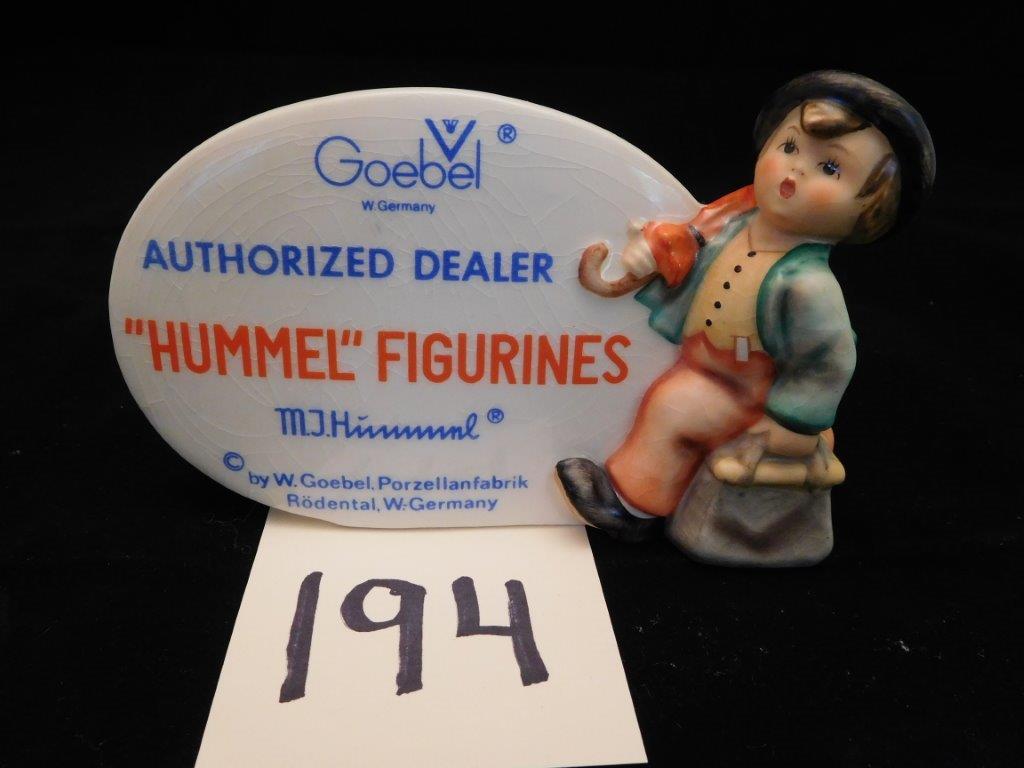 Goebel ®
W. Germany
AUTHORIZED DEALER
"HUMMEL" FIGURINES
M.J.Hummel ®
© by W. Goebel, Porzellanfabrik
Rödental, W.-Germany
194